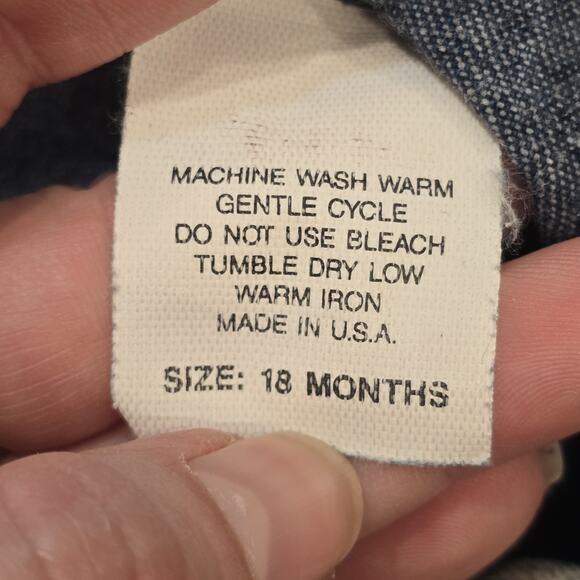 MACHINE WASH WARM
GENTLE CYCLE
DO NOT USE BLEACH
TUMBLE DRY LOW
WARM IRON
MADE IN U.S.A.
SIZE: 18 MONTHS